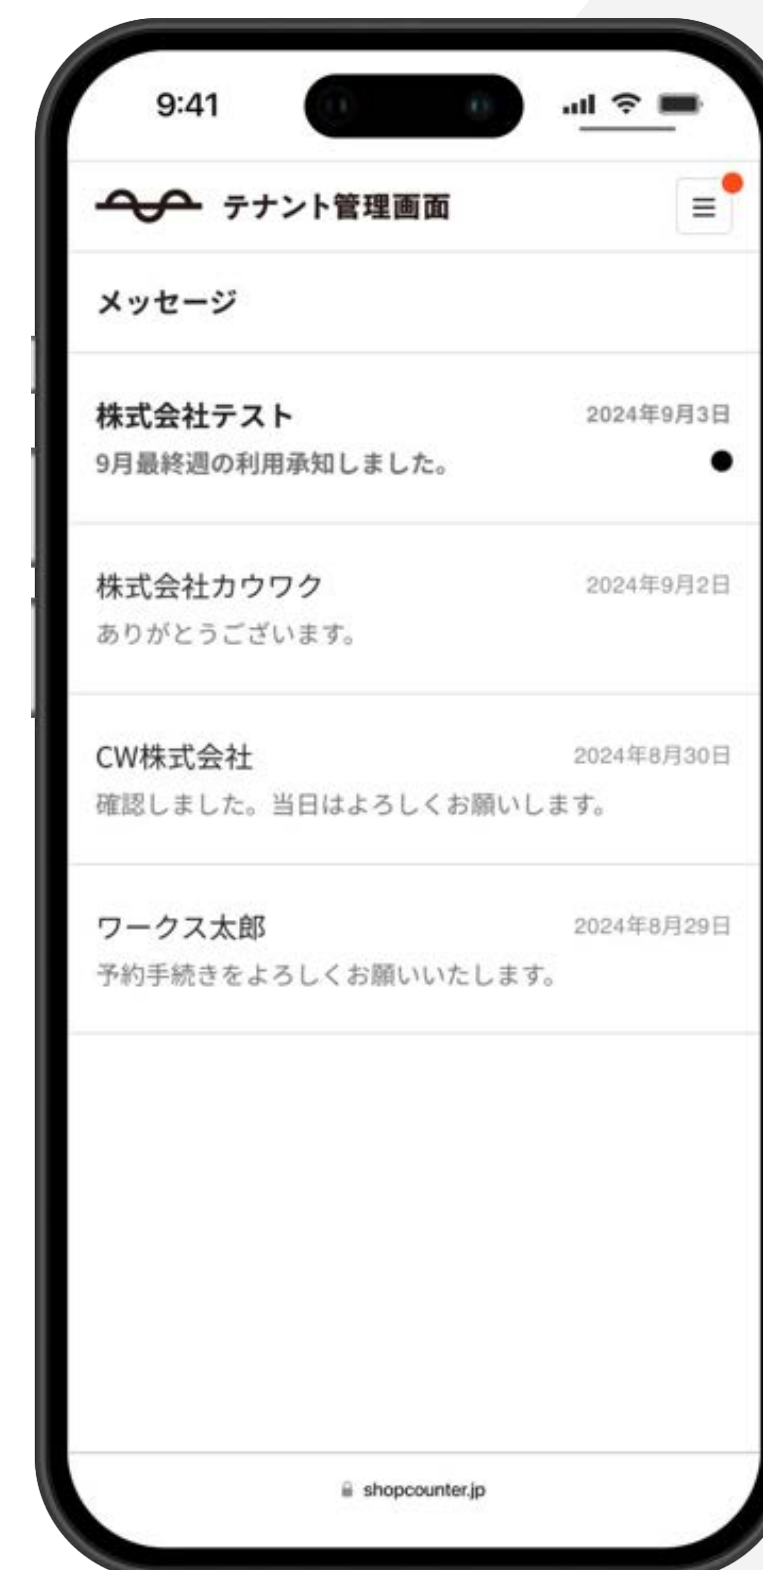 9:41
テナント管理画面
メッセージ
株式会社テスト 2024年9月3日
9月最終週の利用承知しました。
株式会社カウワク 2024年9月2日
ありがとうございます。
CW株式会社 2024年8月30日
確認しました。当日はよろしくお願いします。
ワークス太郎 2024年8月29日
予約手続きをよろしくお願いいたします。
shopcounter.jp